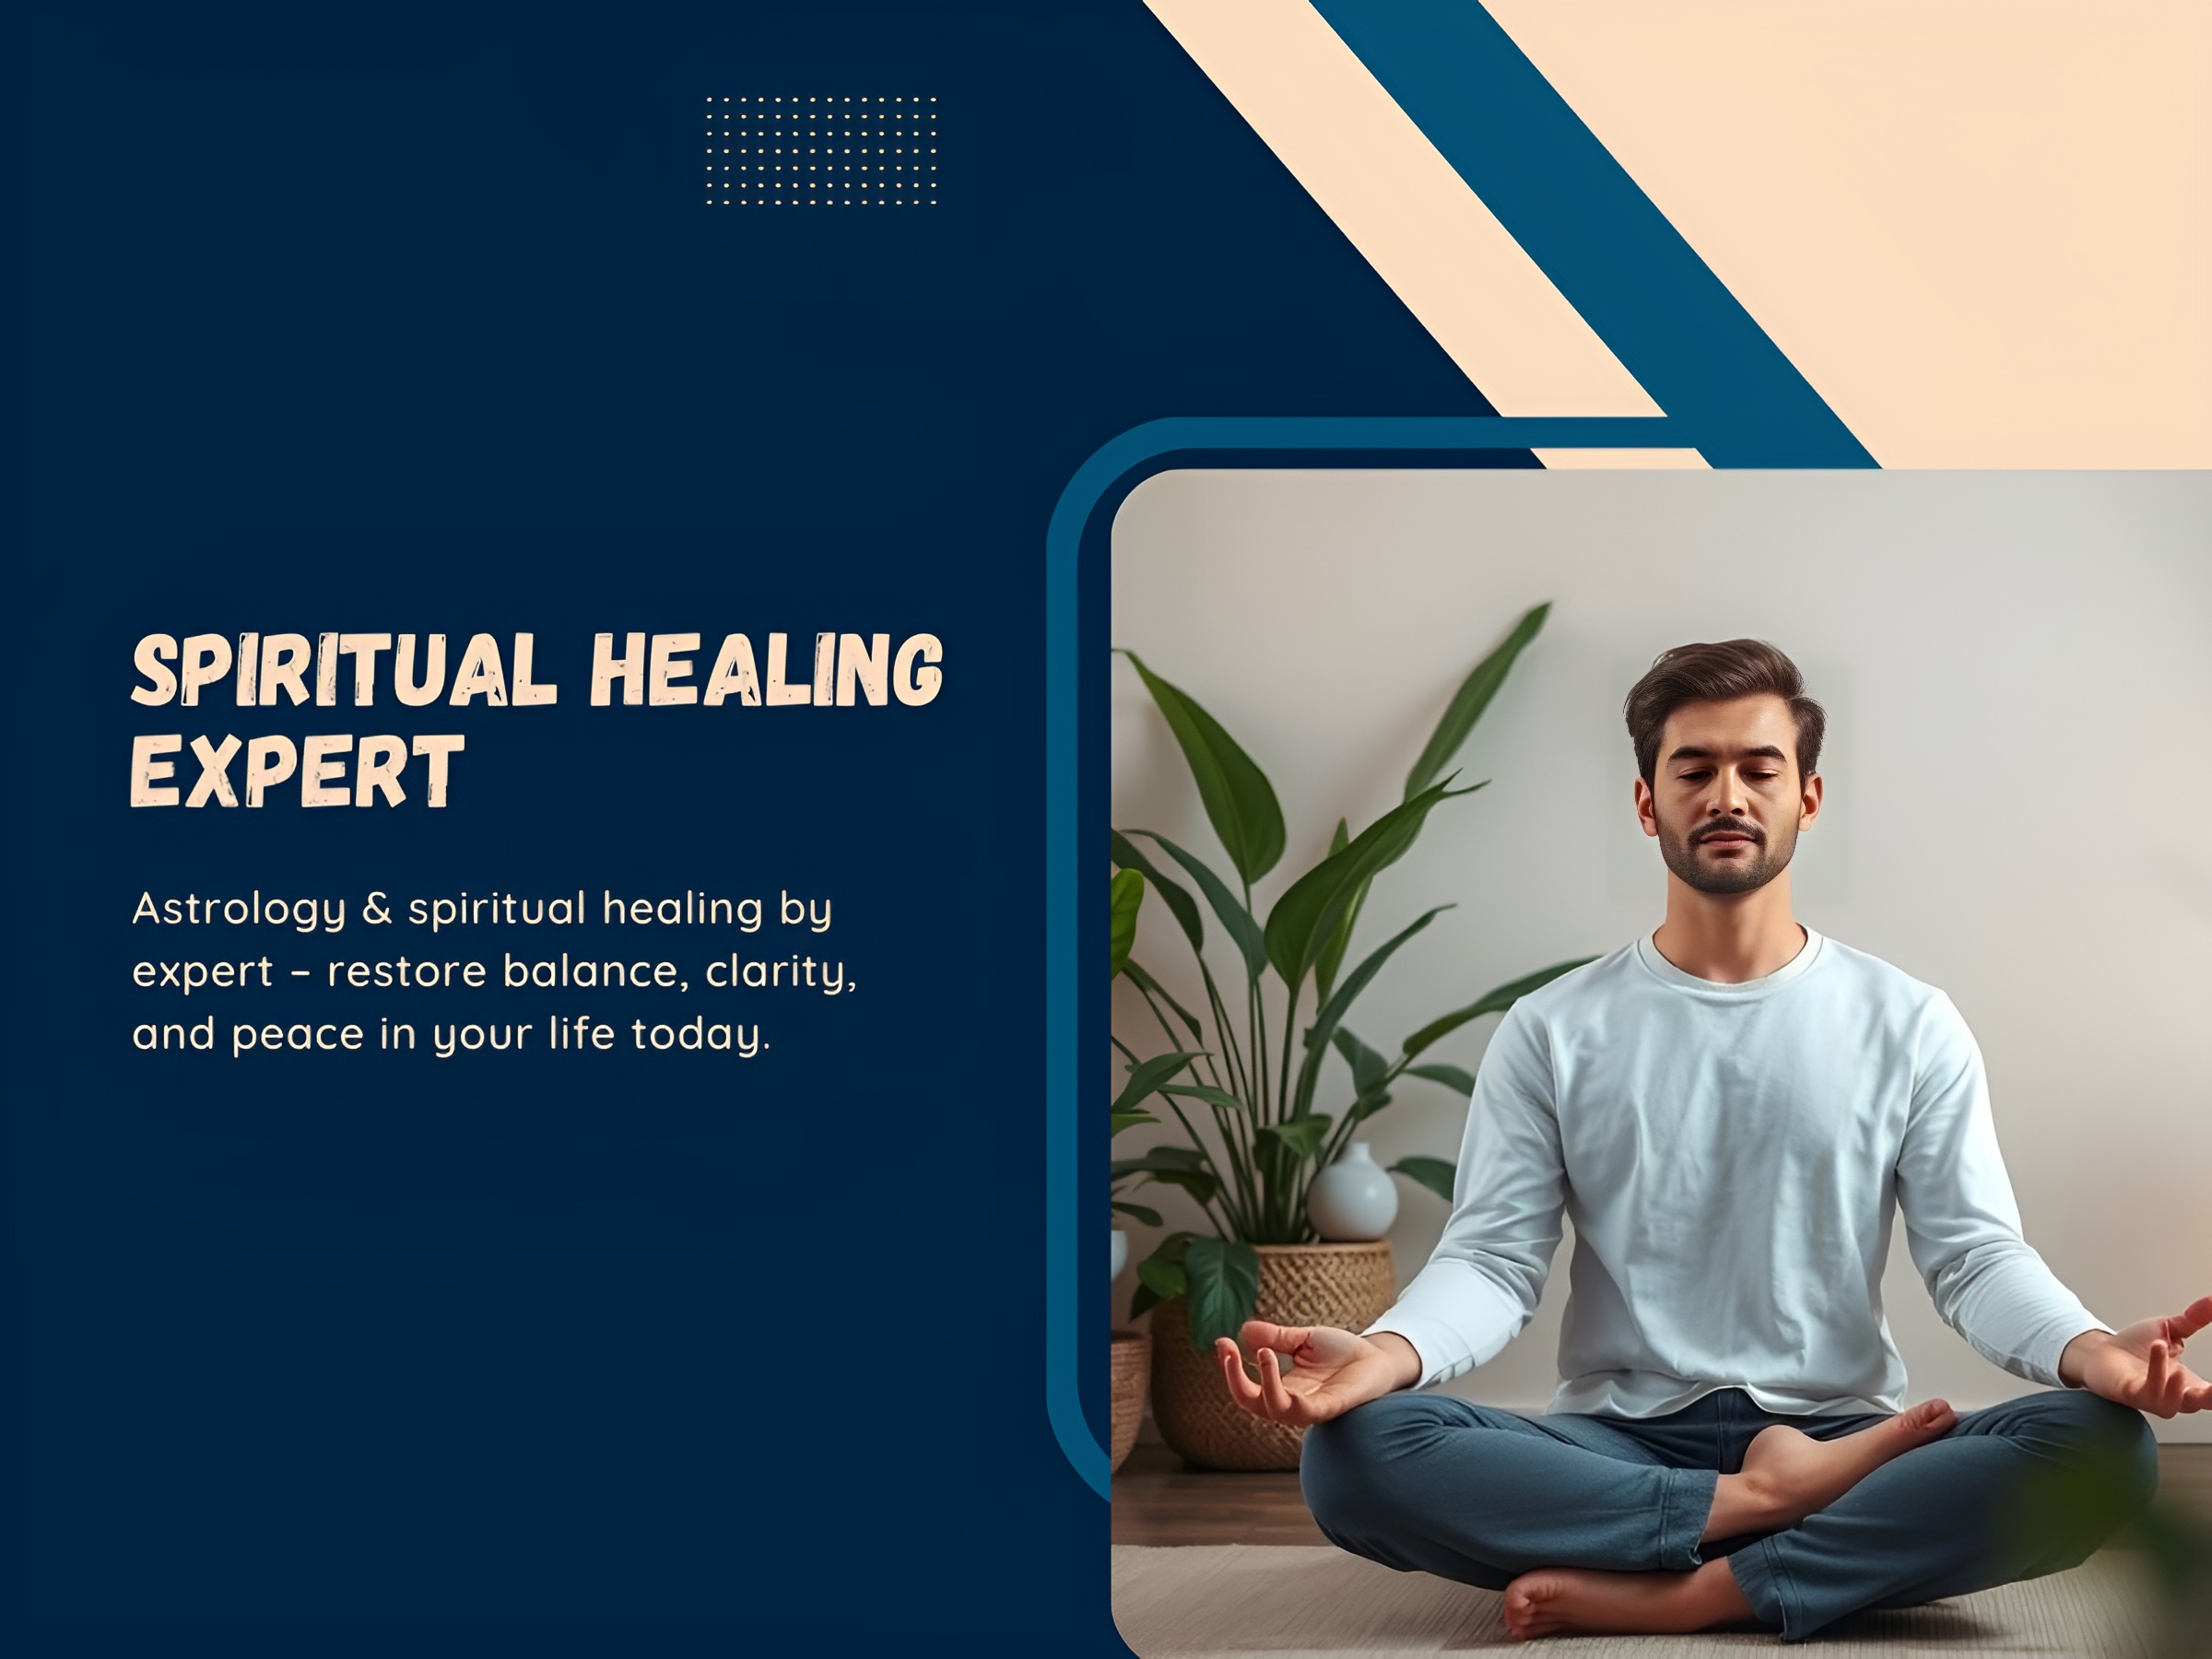 SPIRITUAL HEALING
EXPERT
Astrology & spiritual healing by
expert – restore balance, clarity,
and peace in your life today.